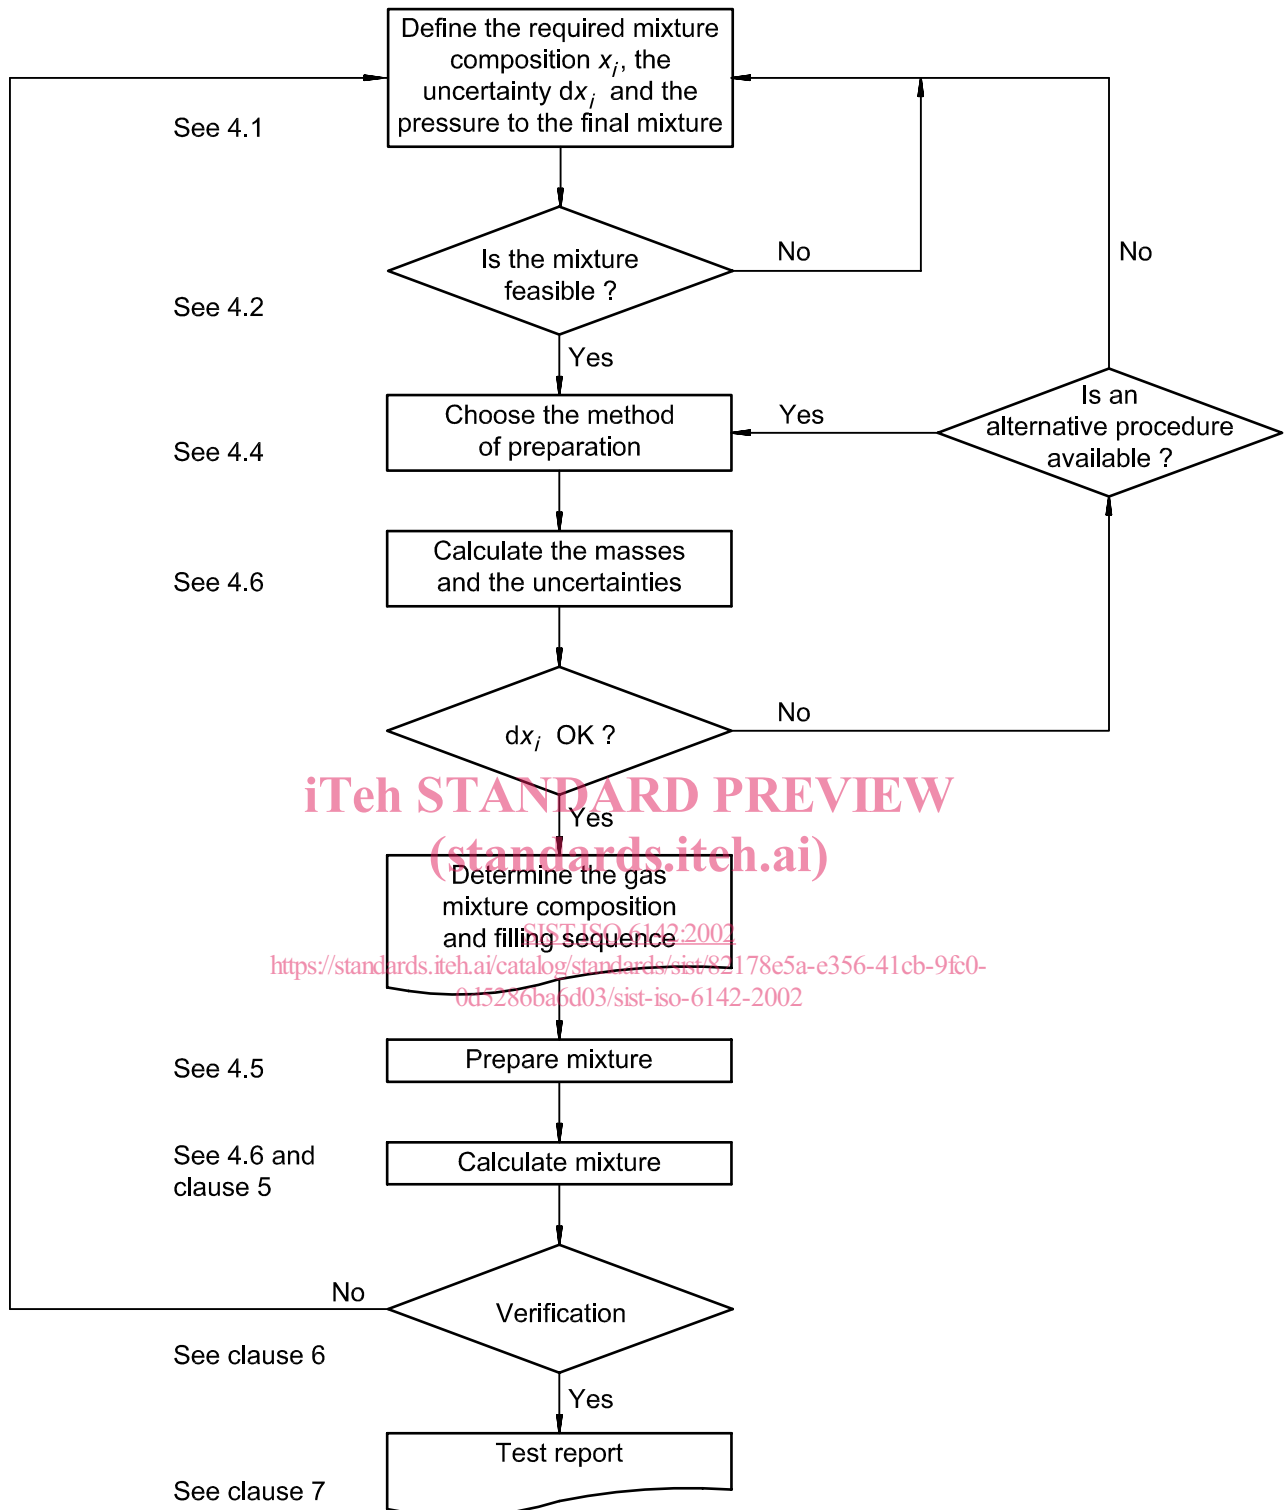 Define the required mixture
composition xi, the
uncertainty dxi and the
pressure to the final mixture
See 4.1
Is the mixture
feasible ?
No
No
See 4.2
Yes
Choose the method
of preparation
Yes
Is an
alternative procedure
available ?
See 4.4
Calculate the masses
and the uncertainties
See 4.6
dxi OK ?
No
iTeh STANDARD PREVIEW
Yes
(standards.iteh.ai)
Determine the gas
mixture composition
and filling sequence
SIST ISO 6142:2002
https://standards.iteh.ai/catalog/standards/sist/82178e5a-e356-41cb-9fc0-
0d5286ba6d03/sist-iso-6142-2002
Prepare mixture
See 4.5
See 4.6 and
clause 5
Calculate mixture
No
Verification
See clause 6
Yes
Test report
See clause 7